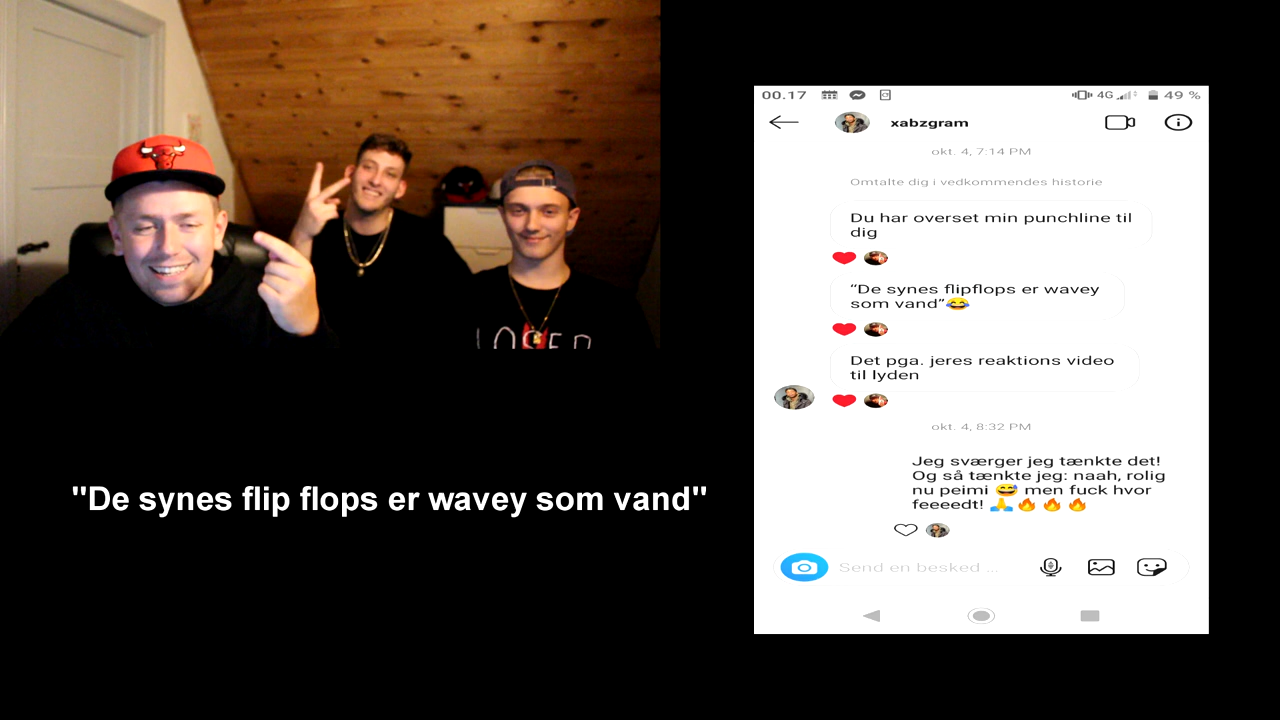 LOSER
"De synes flip flops er wavey som vand"
00.17
4G
49 %
xabzgram
okt. 4, 7:14 PM
Omtalte dig i vedkommendes historie
Du har overset min punchline til
dig
“De synes flipflops er wavey
som vand”😂
Det pga. jeres reaktions video
til lyden
okt. 4, 8:32 PM
Jeg sværger jeg tænkte det!
Og så tænkte jeg: naah, rolig
nu peimi 😅 men fuck hvor
feeeedt! 🙏🔥🔥🔥
Send en besked ...